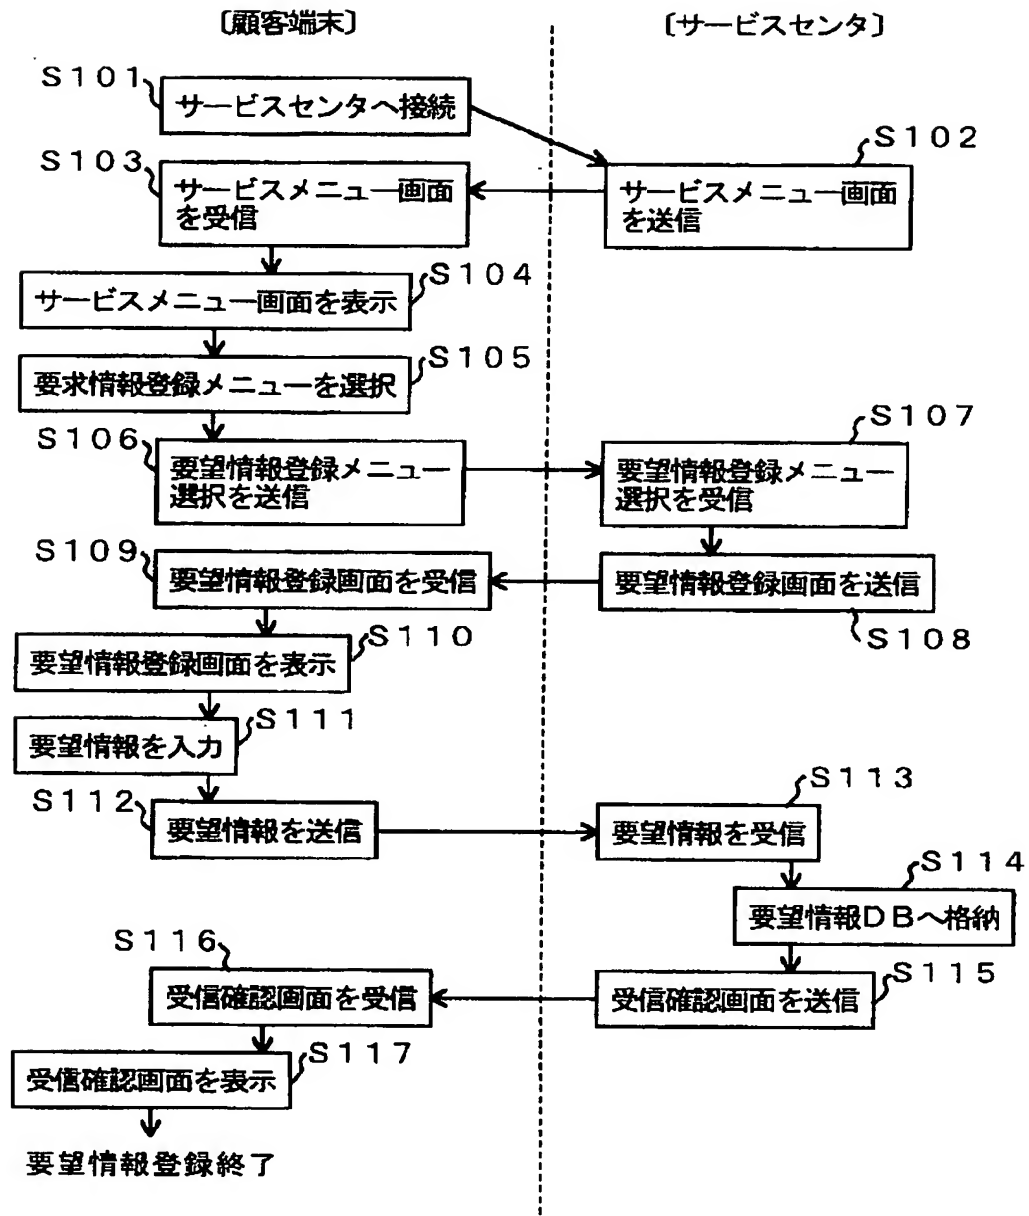 〔顧客端末〕
〔サービスセンタ〕
S101
サービスセンタへ接続
S102
サービスメニュー画面
を送信
S103
サービスメニュー画面
を受信
S104
サービスメニュー画面を表示
S105
要求情報登録メニューを選択
S106
要望情報登録メニュー
選択を送信
S107
要望情報登録メニュー
選択を受信
S108
要望情報登録画面を送信
S109
要望情報登録画面を受信
S110
要望情報登録画面を表示
S111
要望情報を入力
S112
要望情報を送信
S113
要望情報を受信
S114
要望情報DBへ格納
S115
受信確認画面を送信
S116
受信確認画面を受信
S117
受信確認画面を表示
要望情報登録終了